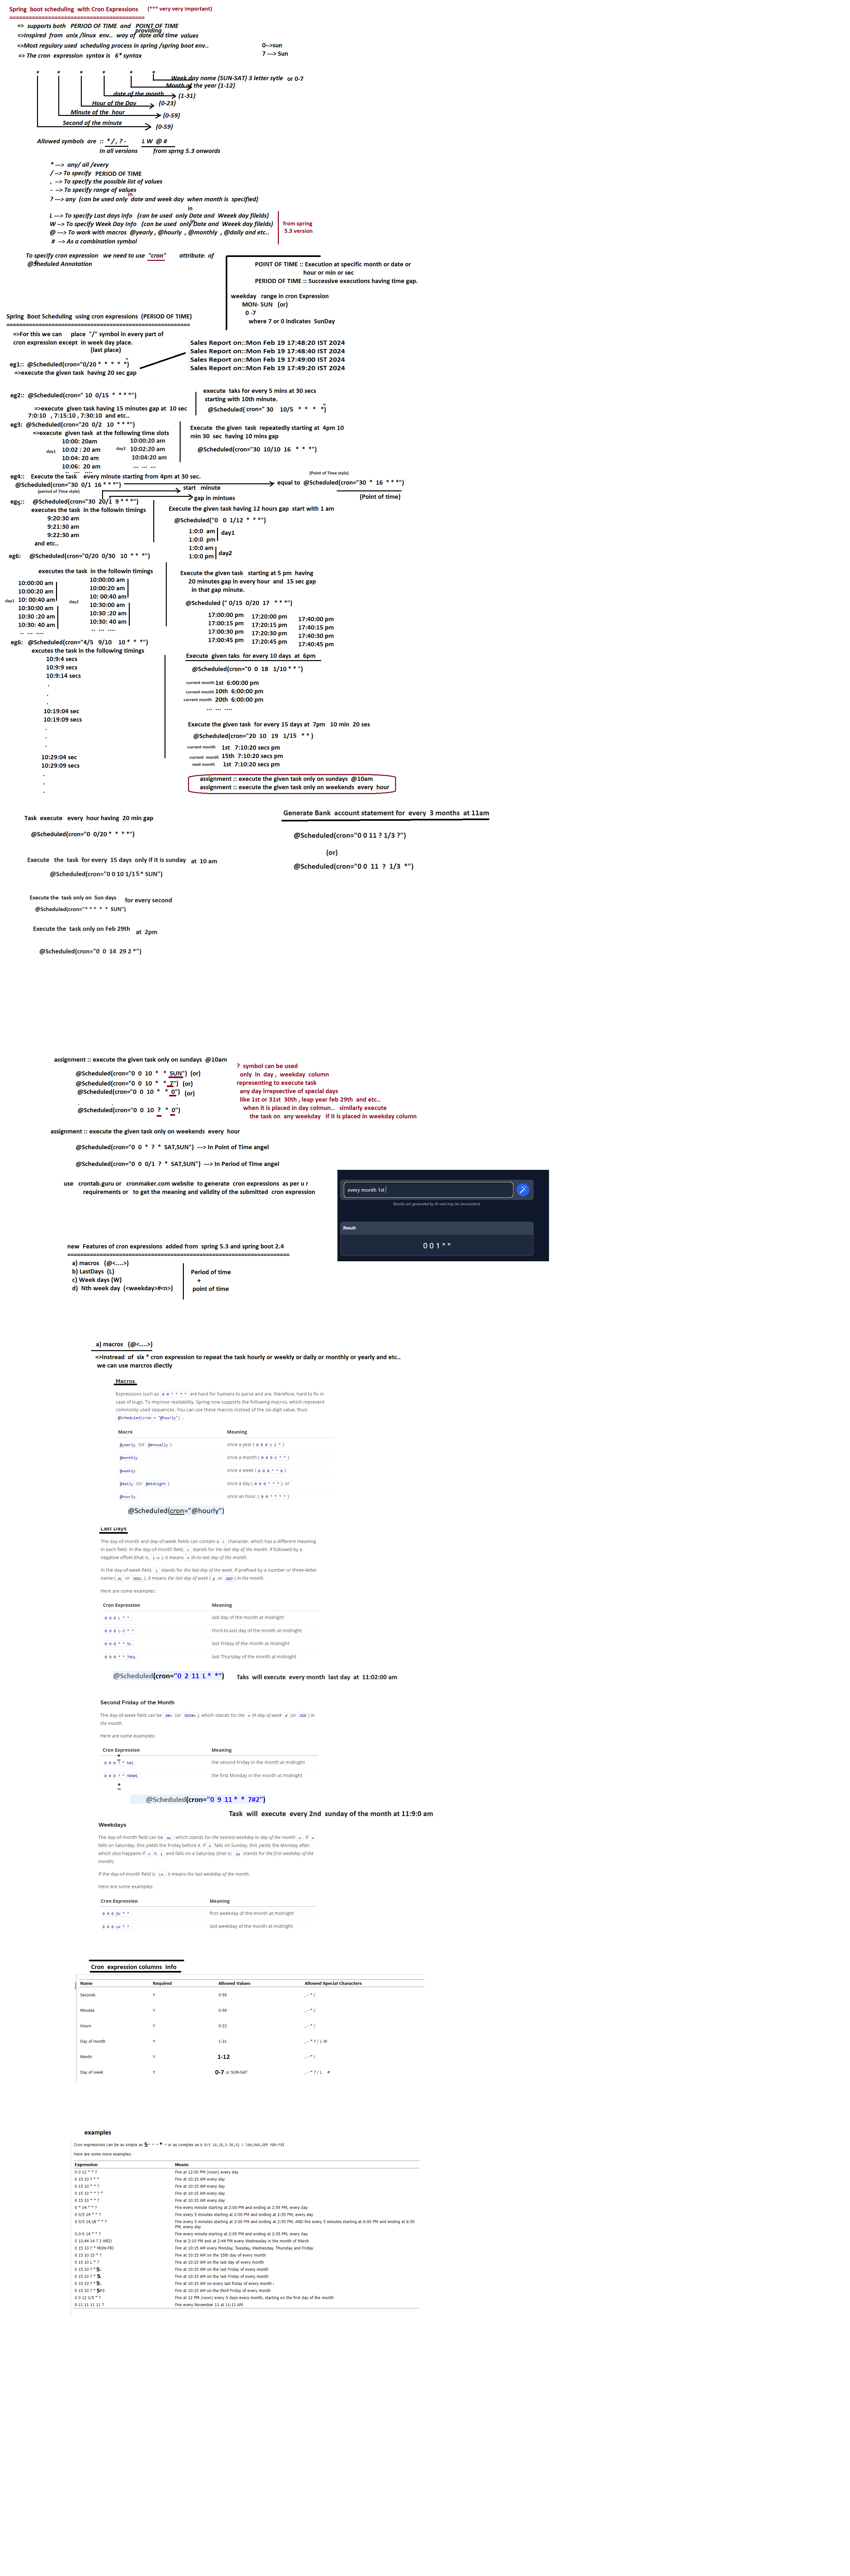 Spring boot scheduling with Cron Expressions (*** very very important)
=========================================
=> supports both PERIOD OF TIME and POINT OF TIME
providing
=>Inspired from unix /linux env.. way of date and time values
=>Most regularly used scheduling process in spring /spring boot env..
0-->sun
7 ---> Sun
=> The cron expression syntax is 6* syntax
* * * * * *
Week day name (SUN-SAT) 3 letter sytle or 0-7
Month of the year (1-12)
date of the month (1-31)
Hour of the Day (0-23)
Minute of the hour (0-59)
Second of the minute (0-59)
Allowed symbols are :: * / , ? - L W @ #
In all versions from sprng 5.3 onwords
* ---> any/ all /every
/ --> To specify PERIOD OF TIME
, --> To specify the possible list of values
- --> To specify range of values
in
? ---> any (can be used only date and week day when month is specified)
in
L ---> To specify Last days info (can be used only Date and Weeek day filelds)
W --> To specify Week Day Info (can be used only Date and Weeek day filelds)
@ ---> To work with macros @yearly , @hourly , @monthly , @daily and etc..
# --> As a combination symbol
from spring
5.3 version
To specify cron expression we need to use "cron" attribute: of
@Sheduled Annotation
POINT OF TIME :: Execution at specific month or date or
hour or min or sec
PERIOD OF TIME :: Successive executions having time gap.
weekday range in cron Expression
MON- SUN (or)
0 -7
where 7 or 0 indicates SunDay
Spring Boot Scheduling using cron expressions (PERIOD OF TIME)
=======================================================
=>For this we can place "/" symbol in every part of
cron expression except in week day place.
(last place)
eg1:: @Scheduled(cron="0/20 * * * * *")
=>execute the given task having 20 sec gap
Sales Report on::Mon Feb 19 17:48:20 IST 2024
Sales Report on::Mon Feb 19 17:48:40 IST 2024
Sales Report on::Mon Feb 19 17:49:00 IST 2024
Sales Report on::Mon Feb 19 17:49:20 IST 2024
eg2:: @Scheduled(cron=" 10 0/15 * * * *")
=>execute given task having 15 minutes gap at 10 sec
7:0:10 , 7:15:10 , 7:30:10 and etc..
execute taks for every 5 mins at 30 secs
starting with 10th minute.
@Scheduled( cron=" 30 10/5 * * * *")
eg3: @Scheduled(cron="20 0/2 10 * * *")
=>execute given task at the following time slots
10:00: 20am
day1 10:02 : 20 am
10:04: 20 am
10:06: 20 am
.. ... ....
10:00:20 am
day2 10:02:20 am
10:04:20 am
... ... ...
Execute given the task repeatedly starting at 4pm 10
min 30 sec having 10 mins gap
@Scheduled(cron="30 10/10 16 * * *")
eg4:: Execute the task every minute starting from 4pm at 30 sec.
@Scheduled(cron="30 0/1 16 * * *")
(period of Time style)
start minute
gap in mintues
(Point of Time style)
equal to @Scheduled(cron="30 * 16 * * *")
(Point of time)
eg5:: @Scheduled(cron="30 20/1 9 * * *")
executes the task in the followin timings
9:20:30 am
9:21:30 am
9:22:30 am
and etc..
Execute the given task having 12 hours gap start with 1 am
@Scheduled("0 0 1/12 * * *")
1:0:0 am
1:0:0 pm
day1
1:0:0 am
1:0:0 pm
day2
eg6: @Scheduled(cron="0/20 0/30 10 * * *")
executes the task in the followin timings
10:00:00 am
10:00:20 am
day1 10: 00:40 am
10:30:00 am
10:30 :20 am
10:30: 40 am
.. ... ....
10:00:00 am
10:00:20 am
10: 00:40 am
day2 10:30:00 am
10:30 :20 am
10:30: 40 am
.. ... ....
Execute the given task starting at 5 pm having
20 minutes gap in every hour and 15 sec gap
in that gap minute.
@Scheduled (" 0/15 0/20 17 * * *")
17:00:00 pm
17:00:15 pm
17:00:30 pm
17:00:45 pm
17:20:00 pm
17:20:15 pm
17:20:30 pm
17:20:45 pm
17:40:00 pm
17:40:15 pm
17:40:30 pm
17:40:45 pm
eg6: @Scheduled(cron="4/5 9/10 10 * * *")
excutes the task in the following timings
10:9:4 secs
10:9:9 secs
10:9:14 secs
.
.
.
10:19:04 sec
10:19:09 secs
.
.
.
10:29:04 sec
10:29:09 secs
.
.
.
Execute given taks for every 10 days at 6pm
@Scheduled(cron="0 0 18 1/10 * * ")
current month 1st 6:00:00 pm
current month 10th 6:00:00 pm
current month 20th 6:00:00 pm
... ... ....
Execute the given task for every 15 days at 7pm 10 min 20 ses
@Scheduled(cron="20 10 19 1/15 * * )
current month 1st 7:10:20 secs pm
current month 15th 7:10:20 secs pm
next month 1st 7:10:20 secs pm
assignment :: execute the given task only on sundays @10am
assignment :: execute the given task only on weekends every hour
Task execute every hour having 20 min gap
@Scheduled(cron="0 0/20 * * * *")
Generate Bank account statement for every 3 months at 11am
@Scheduled(cron="0 0 11 ? 1/3 ?")
(or)
@Scheduled(cron="0 0 11 ? 1/3 *")
Execute the task for every 15 days only if it is sunday at 10 am
@Scheduled(cron="0 0 10 1/15 * SUN")
Execute the task only on Sun days for every second
@Scheduled(cron="* * * * * SUN")
Execute the task only on Feb 29th at 2pm
@Scheduled(cron="0 0 14 29 2 *")
assignment :: execute the given task only on sundays @10am
@Scheduled(cron="0 0 10 * * SUN") (or)
@Scheduled(cron="0 0 10 * * 7") (or)
@Scheduled(cron="0 0 10 * * 0") (or)
@Scheduled(cron="0 0 10 ? * 0")
? symbol can be used
only in day , weekday column
representing to execute task
any day irrepsective of special days
like 1st or 31st 30th , leap year feb 29th and etc..
when it is placed in day colmun.. similarly execute
the task on any weekday if it is placed in weekday column
assignment :: execute the given task only on weekends every hour
@Scheduled(cron="0 0 * ? * SAT,SUN") ---> In Point of Time angel
@Scheduled(cron="0 0 0/1 ? * SAT,SUN") ---> In Period of Time angel
use crontab.guru or cronmaker.com website to generate cron expressions as per u r
requirements or to get the meaning and validity of the submitted cron expression
every month 1st
Results are generated by AI and may be inconsistent
Result
0 0 1 * *
new Features of cron expressions added from spring 5.3 and spring boot 2.4
===================================================================
a) macros (@<....>)
b) LastDays (L)
c) Week days (W)
d) Nth week day (<weekday>#<n>)
Period of time
+
point of time
a) macros (@<....>)
=>Instread of six * cron expression to repeat the task hourly or weekly or daily or monthly or yearly and etc..
we can use marcros diectly
Macros
Expressions such as 0 0 * * * * are hard for humans to parse and are, therefore, hard to fix in
case of bugs. To improve readability, Spring now supports the following macros, which represent
commonly used sequences. You can use these macros instead of the six-digit value, thus:
@Scheduled(cron = "@hourly") .
Macro Meaning
@yearly (or @annually ) once a year ( 0 0 0 1 1 * )
@monthly once a month ( 0 0 0 1 * * )
@weekly once a week ( 0 0 0 * * 0 )
@daily (or @midnight ) once a day ( 0 0 0 * * * ), or
@hourly once an hour, ( 0 0 * * * * )
@Scheduled(cron="@hourly")
Last Days
The day-of-month and day-of-week fields can contain a L character, which has a different meaning
in each field. In the day-of-month field, L stands for the last day of the month. If followed by a
negative offset (that is, L-n ), it means n th-to-last day of the month.
In the day-of-week field, L stands for the last day of the week. If prefixed by a number or three-letter
name ( dL or DDDL ), it means the last day of week ( d or DDD ) in the month.
Here are some examples:
Cron Expression Meaning
0 0 0 L * * last day of the month at midnight
0 0 0 L-3 * * third-to-last day of the month at midnight
0 0 0 * * 5L last Friday of the month at midnight
0 0 0 * * THUL last Thursday of the month at midnight
@Scheduled(cron="0 2 11 L * *") Taks will execute every month last day at 11:02:00 am
Second Friday of the Month
The day-of-week field can be d#n (or DDD#n ), which stands for the n th day of week d (or DDD ) in
the month.
Here are some examples:
Cron Expression Meaning
*
0 0 0 ? * 5#2 the second Friday in the month at midnight
0 0 0 ? * MON#1 the first Monday in the month at midnight
*
@Scheduled(cron="0 9 11 * * 7#2")
Task will execute every 2nd sunday of the month at 11:9:0 am
Weekdays
The day-of-month field can be nW , which stands for the nearest weekday to day of the month n . If n
falls on Saturday, this yields the Friday before it. If n falls on Sunday, this yields the Monday after,
which also happens if n is 1 and falls on a Saturday (that is: 1W stands for the first weekday of the
month).
If the day-of-month field is LW , it means the last weekday of the month.
Here are some examples:
Cron Expression Meaning
0 0 0 1W * * first weekday of the month at midnight
0 0 0 LW * * last weekday of the month at midnight
Cron expression columns Info
Name Required Allowed Values Allowed Special Characters
Seconds Y 0-59 , - * /
Minutes Y 0-59 , - * /
Hours Y 0-23 , - * /
Day of month Y 1-31 , - * ? / L W
Month Y 1-12 , - * /
Day of week Y 0-7 or SUN-SAT , - * ? / L #
examples
Here are some more examples:
Expression Means
0 0 12 * * ? Fire at 12:00 PM (noon) every day
0 15 10 ? * * Fire at 10:15 AM every day
0 15 10 * * ? Fire at 10:15 AM every day
0 15 10 * * ? * Fire at 10:15 AM every day
0 15 10 * * ? Fire at 10:15 AM every day
0 * 14 * * ? Fire every minute starting at 2:00 PM and ending at 2:59 PM, every day
0 0/5 14 * * ? Fire every 5 minutes starting at 2:00 PM and ending at 2:55 PM, every day
0 0/5 14,18 * * ? Fire every 5 minutes starting at 2:00 PM and ending at 2:55 PM, AND fire every 5 minutes starting at 6:00 PM and ending at 6:55
PM, every day
0 0-5 14 * * ? Fire every minute starting at 2:00 PM and ending at 2:05 PM, every day
0 10,44 14 ? 3 WED Fire at 2:10 PM and at 2:44 PM every Wednesday in the month of March
0 15 10 ? * MON-FRI Fire at 10:15 AM every Monday, Tuesday, Wednesday, Thursday and Friday
0 15 10 15 * ? Fire at 10:15 AM on the 15th day of every month
0 15 10 L * ? Fire at 10:15 AM on the last day of every month
0 15 10 ? * 5L Fire at 10:15 AM on the last Friday of every month
0 15 10 ? * 5L Fire at 10:15 AM on the last Friday of every month
0 15 10 ? * 5L Fire at 10:15 AM on every last friday of every month
0 15 10 ? * 5#3 Fire at 10:15 AM on the third Friday of every month
0 0 12 1/5 * ? Fire at 12 PM (noon) every 5 days every month, starting on the first day of the month
0 11 11 11 11 ? Fire every November 11 at 11:11 AM